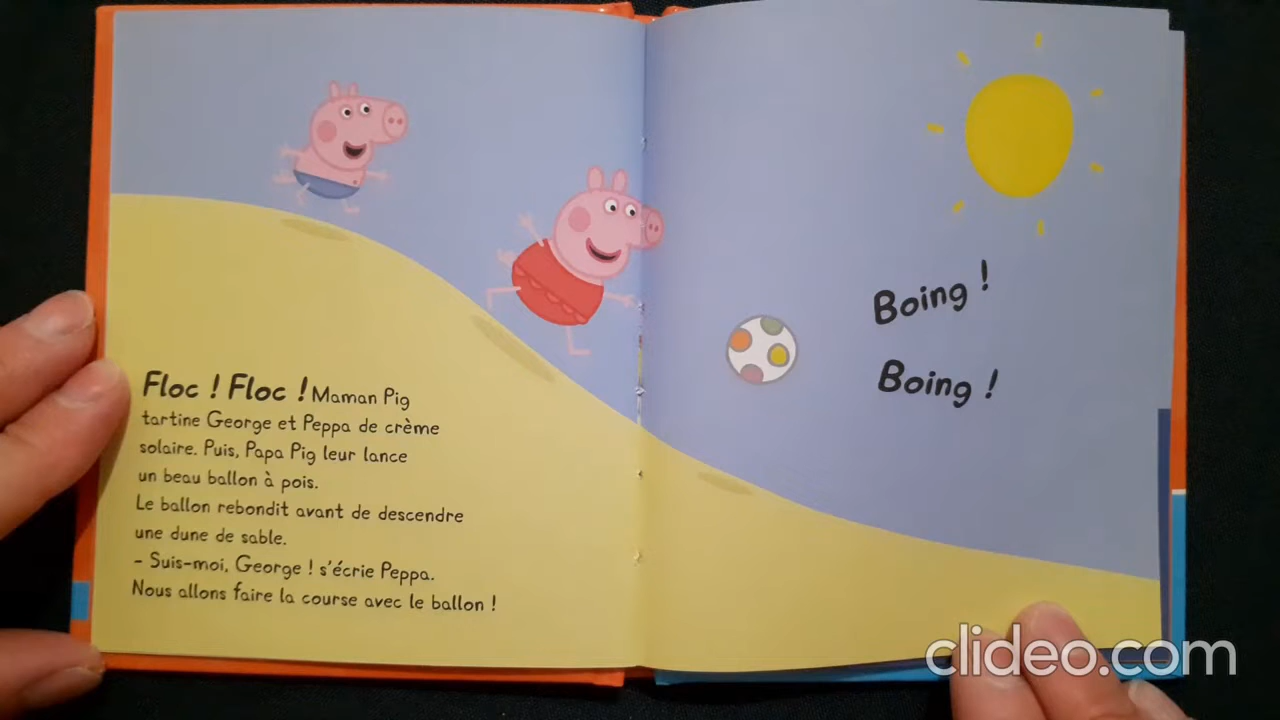 Floc ! Floc ! Maman Pig
tartine George et Peppa de crème
solaire. Puis, Papa Pig leur lance
un beau ballon à pois.
Le ballon rebondit avant de descendre
une dune de sable.
– Suis-moi, George ! s'écrie Peppa.
Nous allons faire la course avec le ballon !
Boing !
Boing !
clideo.com